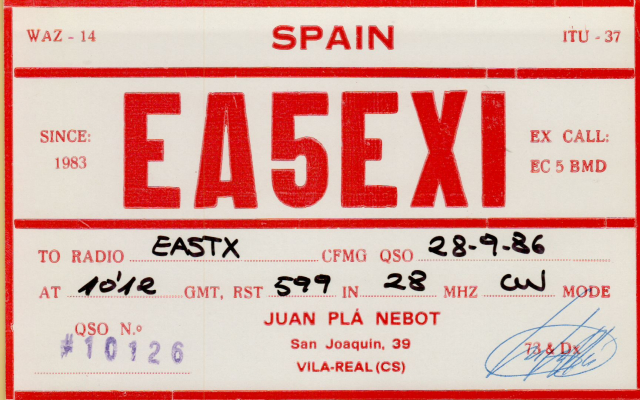 WAZ - 14 SPAIN ITU - 37
SINCE: 1983
EA5EXI
EX CALL: EC 5 BMD
TO RADIO EA5TX CFMG QSO 28-9-86
AT 10'12 GMT, RST 599 IN 28 MHZ CW MODE
QSO N.º
#10126
JUAN PLÁ NEBOT
San Joaquin, 39
VILA-REAL (CS)
73 & Dx